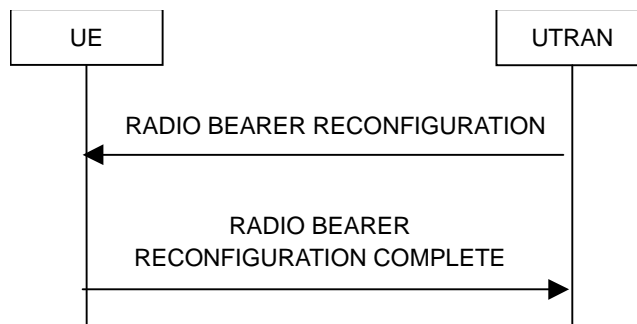 UE
UTRAN
RADIO BEARER RECONFIGURATION
RADIO BEARER
RECONFIGURATION COMPLETE